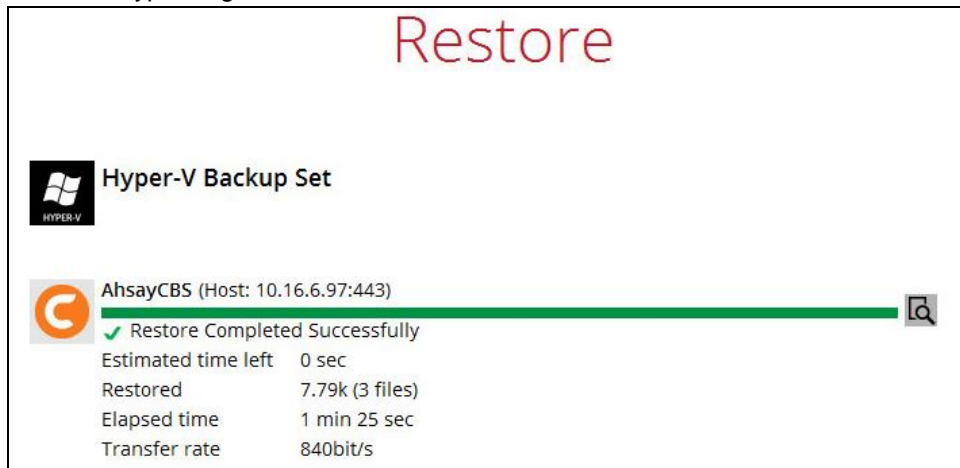 Restore
Hyper-V Backup Set
HYPER-V
AhsayCBS (Host: 10.16.6.97:443)
Restore Completed Successfully
Estimated time left 0 sec
Restored 7.79k (3 files)
Elapsed time 1 min 25 sec
Transfer rate 840bit/s